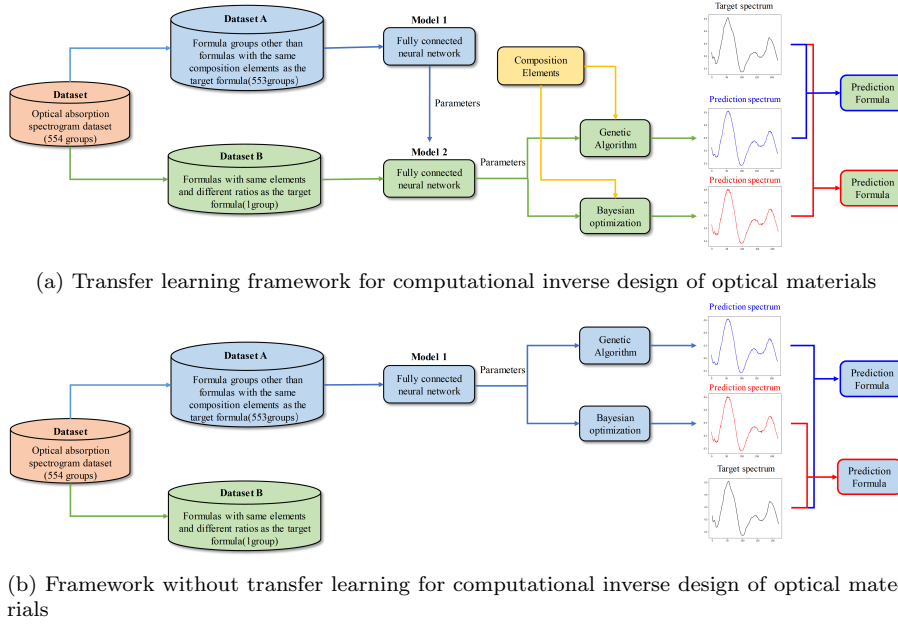 Dataset A
Formula groups other than
formulas with the same
composition elements as the
target formula(553groups)
Model 1
Fully connected
neural network
Target spectrum
Composition
Elements
Dataset
Optical absorption
spectrogram dataset
(554 groups)
Parameters
Prediction spectrum
Prediction
Formula
Genetic
Algorithm
Dataset B
Formulas with same elements
and different ratios as the target
formula(1group)
Model 2
Fully connected
neural network
Parameters
Prediction spectrum
Bayesian
optimization
Prediction
Formula
(a) Transfer learning framework for computational inverse design of optical materials
Prediction spectrum
Dataset A
Formula groups other than
formulas with the same
composition elements as the
target formula(553groups)
Model 1
Fully connected
neural network
Parameters
Genetic
Algorithm
Prediction
Formula
Prediction spectrum
Bayesian
optimization
Dataset
Optical absorption
spectrogram dataset
(554 groups)
Target spectrum
Prediction
Formula
Dataset B
Formulas with same elements
and different ratios as the target
formula(1group)
(b) Framework without transfer learning for computational inverse design of optical mate-
rials